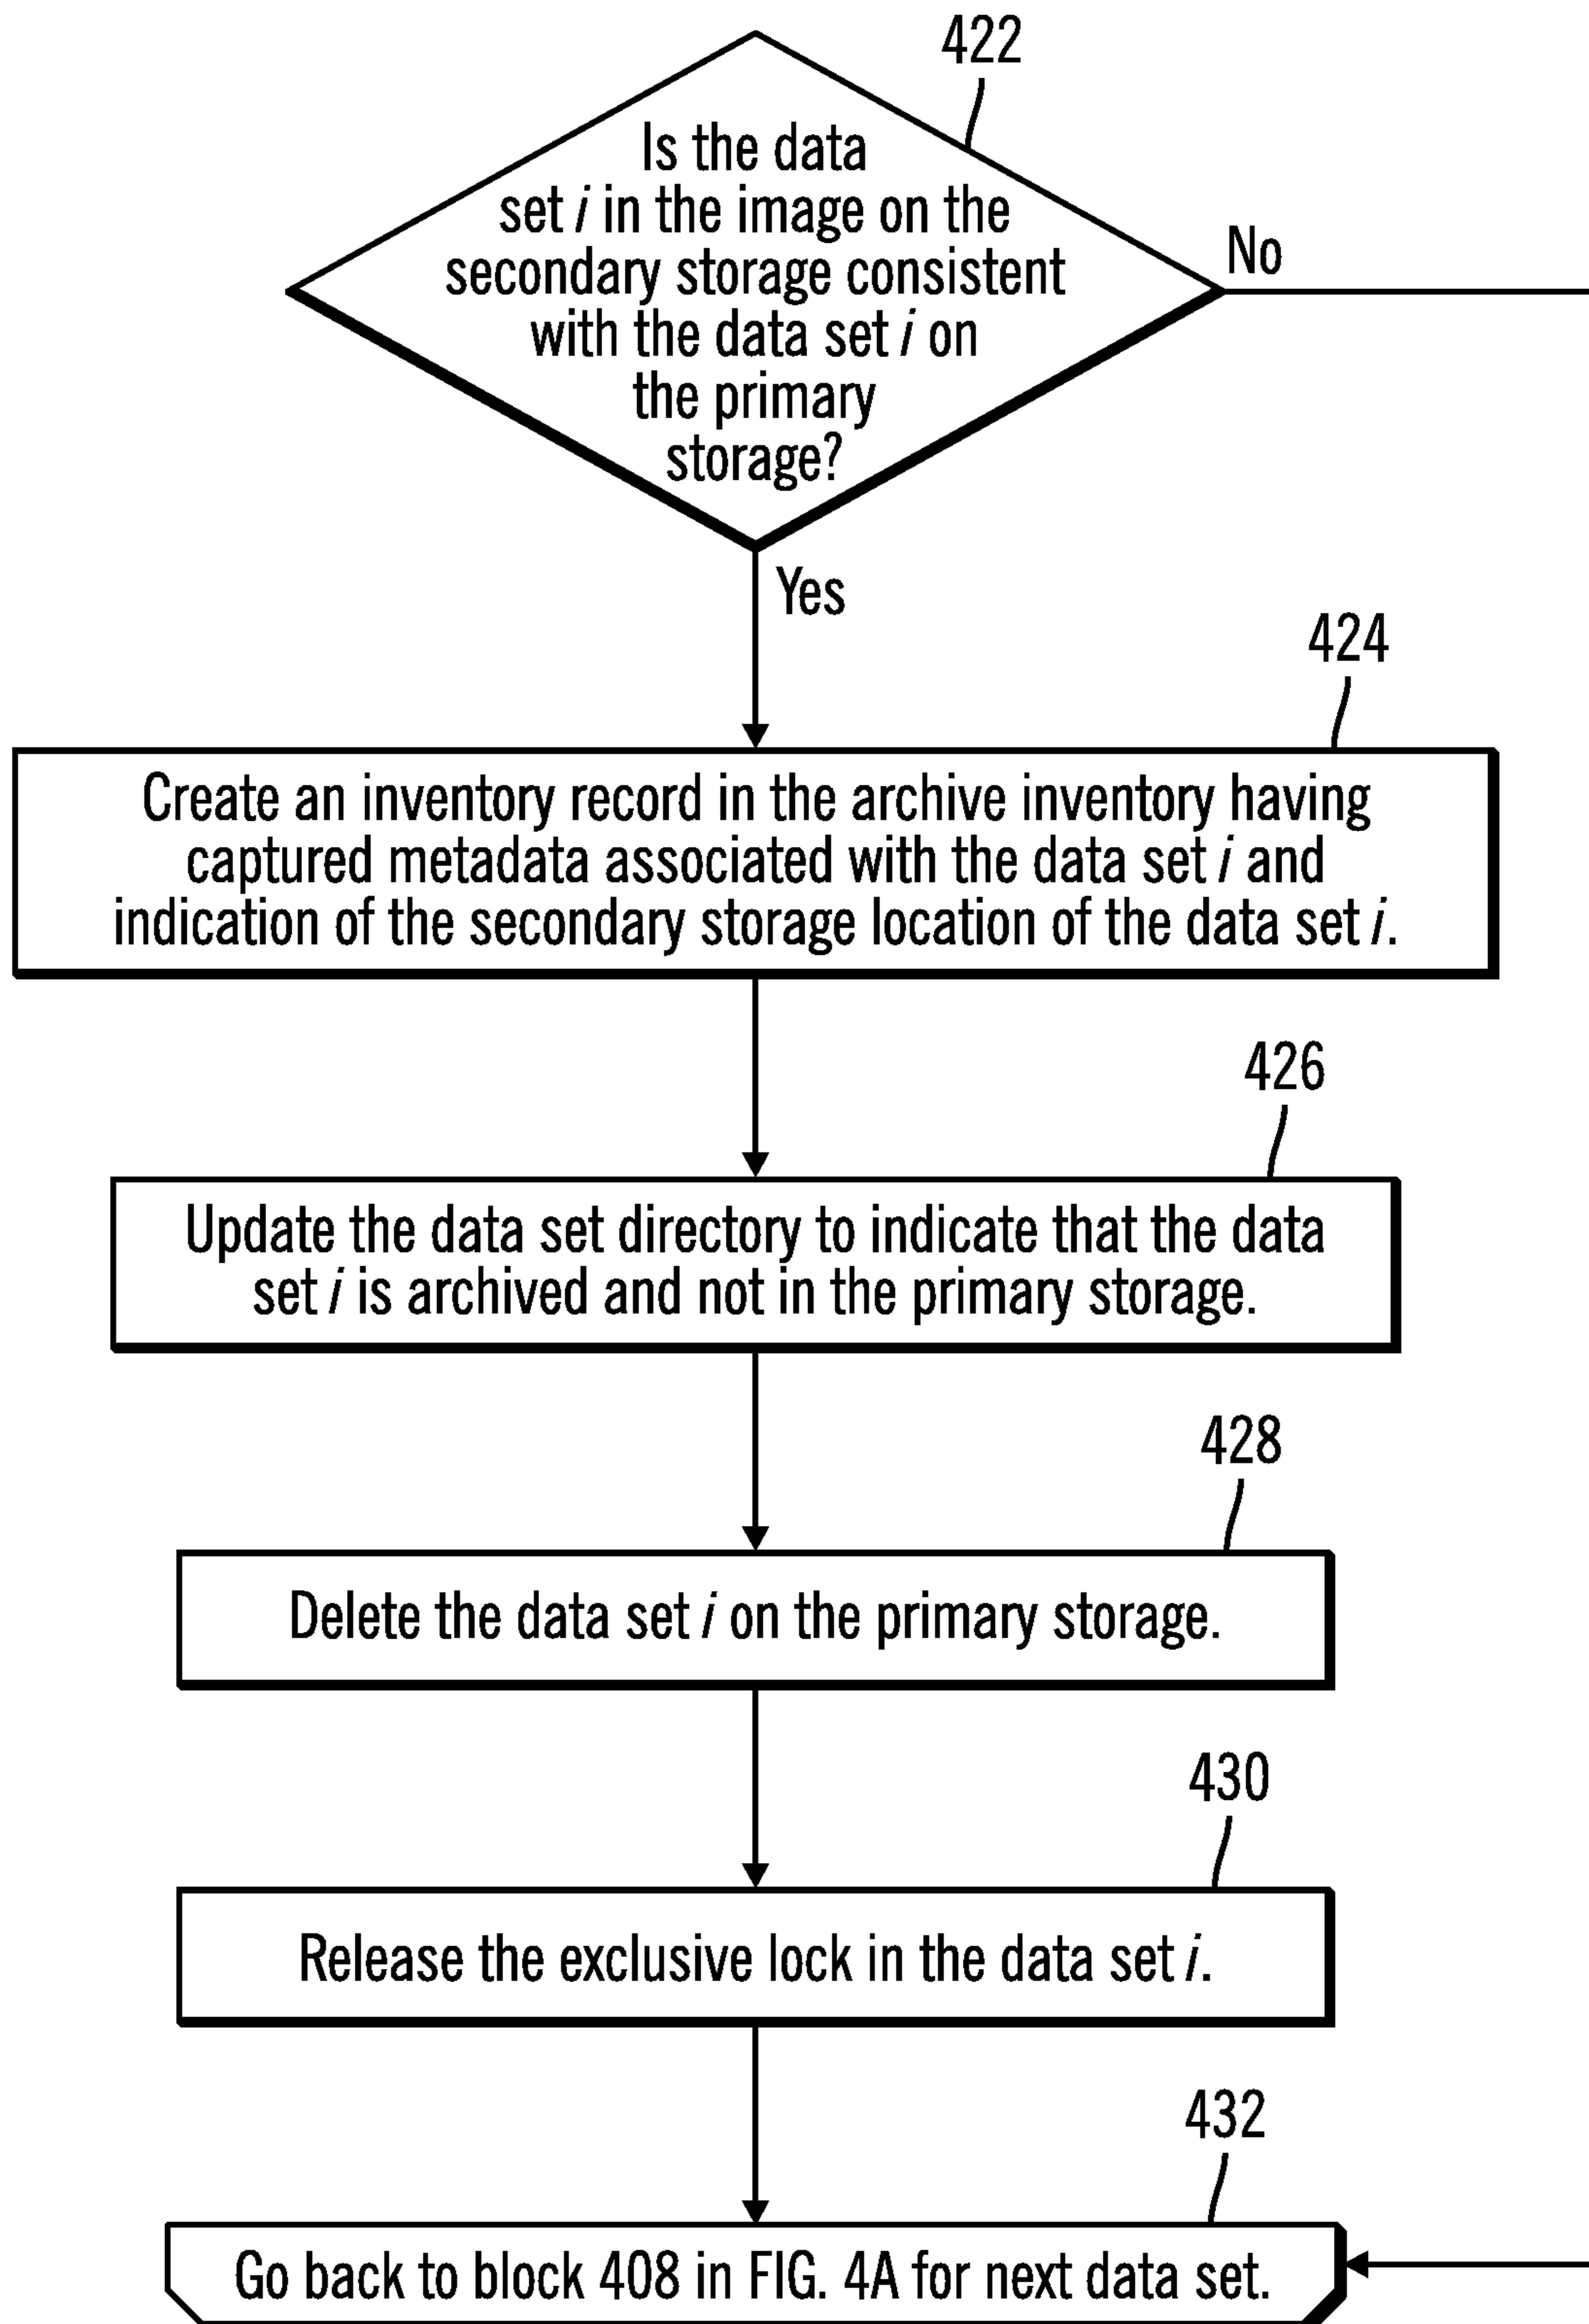 422
Is the data
set i in the image on the
secondary storage consistent
with the data set i on
the primary
storage?
No
Yes
424
Create an inventory record in the archive inventory having
captured metadata associated with the data set i and
indication of the secondary storage location of the data set i.
426
Update the data set directory to indicate that the data
set i is archived and not in the primary storage.
428
Delete the data set i on the primary storage.
430
Release the exclusive lock in the data set i.
432
Go back to block 408 in FIG. 4A for next data set.